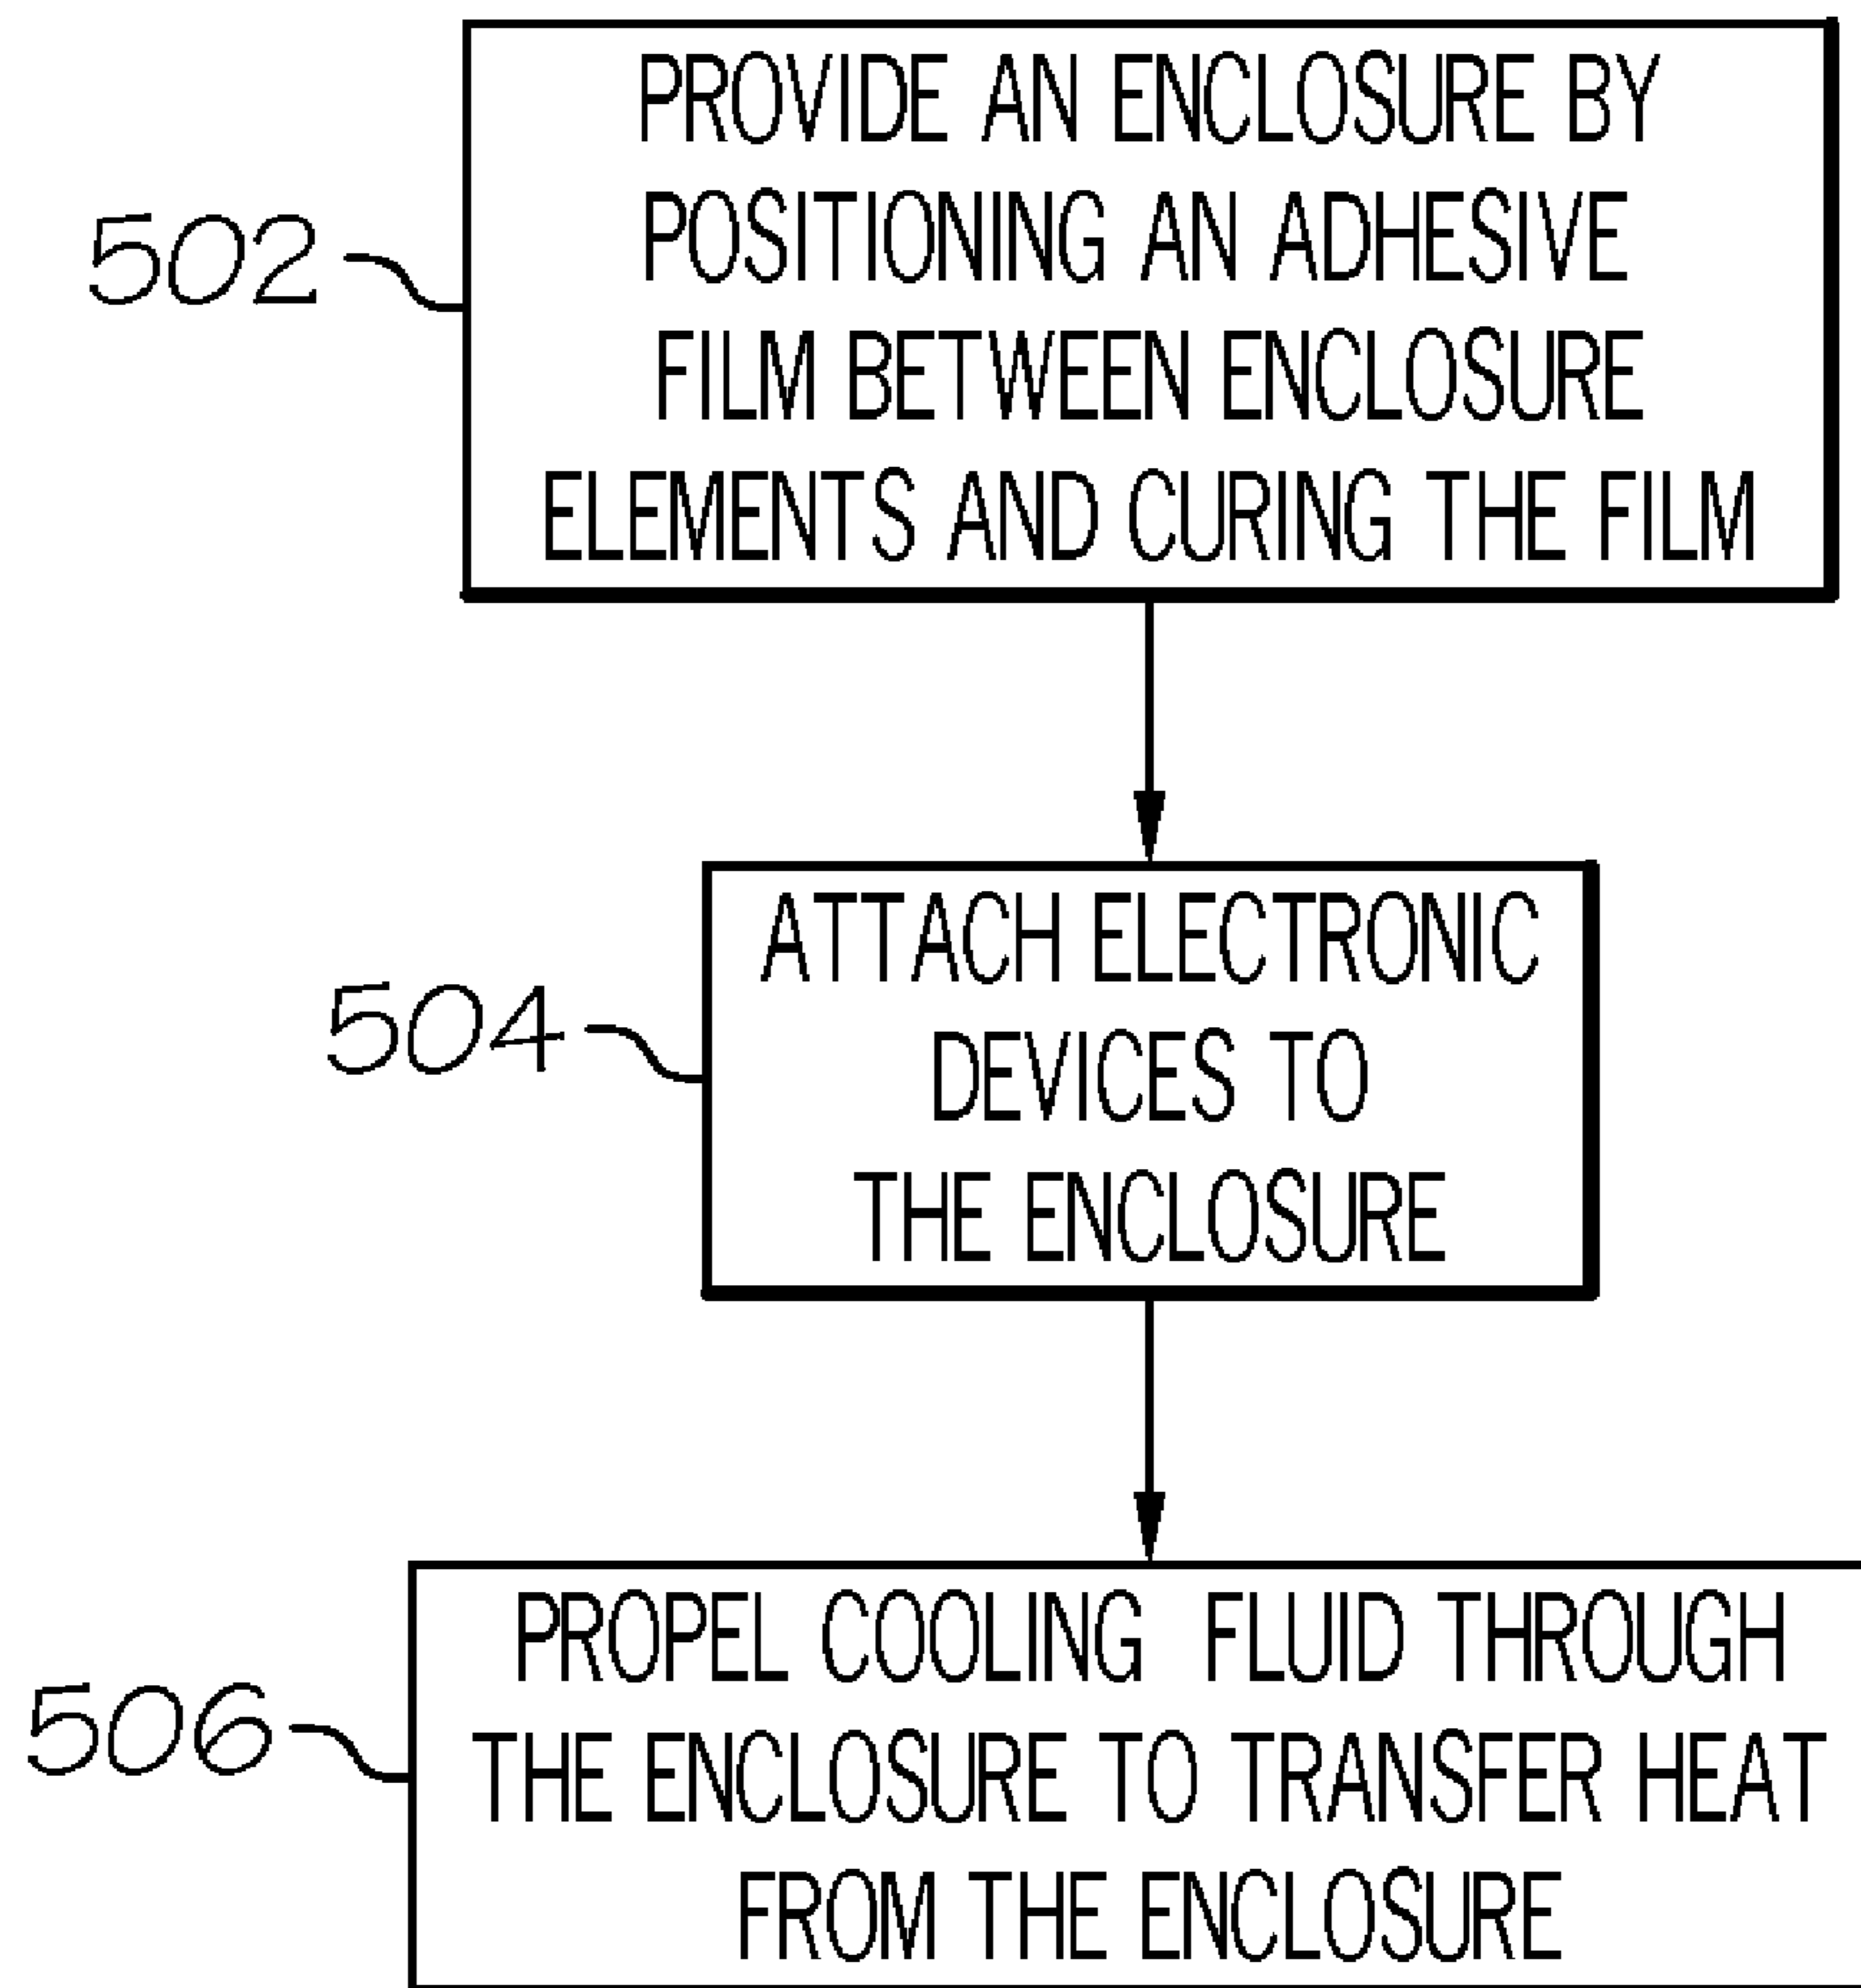 502
PROVIDE AN ENCLOSURE BY
POSITIONING AN ADHESIVE
FILM BETWEEN ENCLOSURE
ELEMENTS AND CURING THE FILM
504
ATTACH ELECTRONIC
DEVICES TO
THE ENCLOSURE
506
PROPEL COOLING FLUID THROUGH
THE ENCLOSURE TO TRANSFER HEAT
FROM THE ENCLOSURE